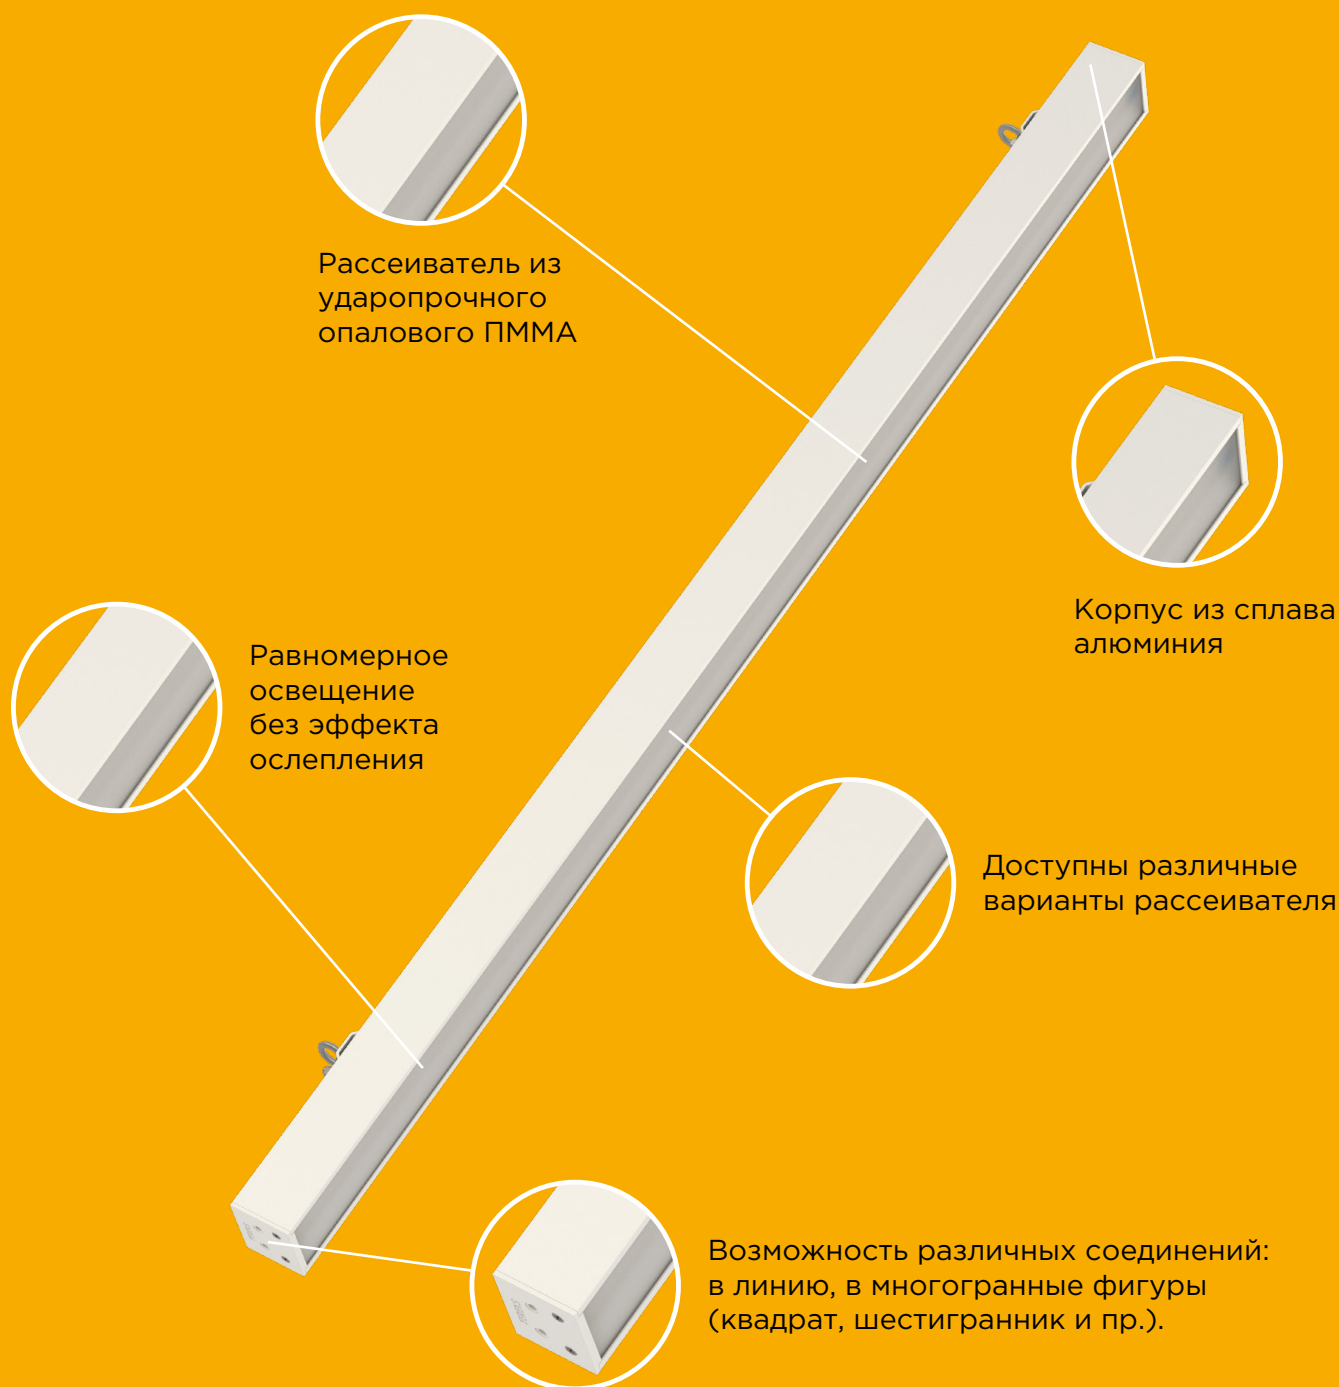 Рассеиватель из
ударопрочного
опалового ПММА
Корпус из сплава
алюминия
Равномерное
освещение
без эффекта
ослепления
Доступны различные
варианты рассеивателя
Возможность различных соединений:
в линию, в многогранные фигуры
(квадрат, шестигранник и пр.).